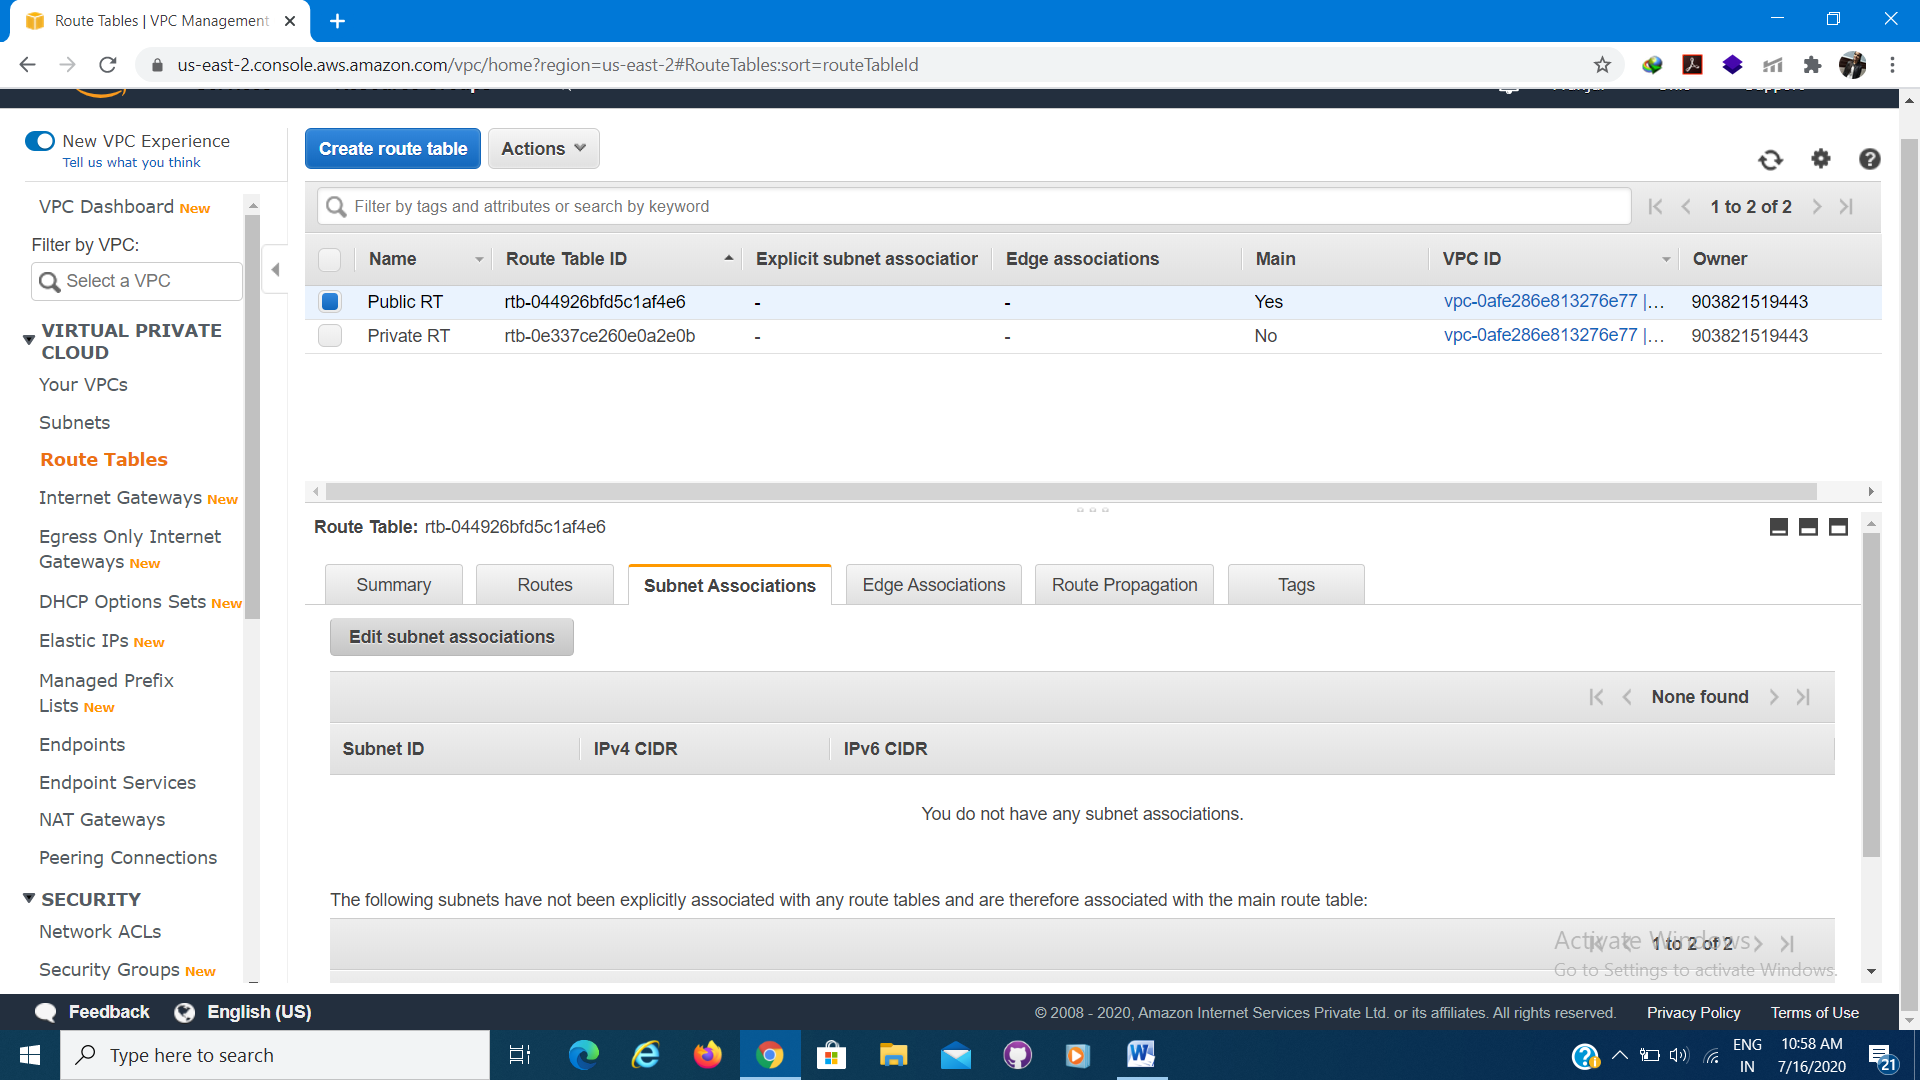 Route Tables | VPC Management
us-east-2.console.aws.amazon.com/vpc/home?region=us-east-2#RouteTables:sort=routeTableId
New VPC Experience
Tell us what you think
Create route table
Actions
VPC Dashboard New
Filter by tags and attributes or search by keyword
1 to 2 of 2
Filter by VPC:
Select a VPC
Name
Route Table ID
Explicit subnet association
Edge associations
Main
VPC ID
Owner
Public RT
rtb-044926bfd5c1af4e6
-
-
Yes
vpc-0afe286e813276e77 |...
903821519443
Private RT
rtb-0e337ce260e0a2e0b
-
-
No
vpc-0afe286e813276e77 |...
903821519443
VIRTUAL PRIVATE
CLOUD
Your VPCs
Subnets
Route Tables
Internet Gateways New
Egress Only Internet
Gateways New
DHCP Options Sets New
Elastic IPs New
Managed Prefix
Lists New
Endpoints
Endpoint Services
NAT Gateways
Peering Connections
SECURITY
Network ACLs
Security Groups New
Route Table: rtb-044926bfd5c1af4e6
Summary
Routes
Subnet Associations
Edge Associations
Route Propagation
Tags
Edit subnet associations
None found
Subnet ID
IPv4 CIDR
IPv6 CIDR
You do not have any subnet associations.
The following subnets have not been explicitly associated with any route tables and are therefore associated with the main route table:
1 to 2 of 2
Activate Windows
Go to Settings to activate Windows.
Feedback
English (US)
© 2008 - 2020, Amazon Internet Services Private Ltd. or its affiliates. All rights reserved.
Privacy Policy
Terms of Use
Type here to search
ENG
IN
10:58 AM
7/16/2020
21